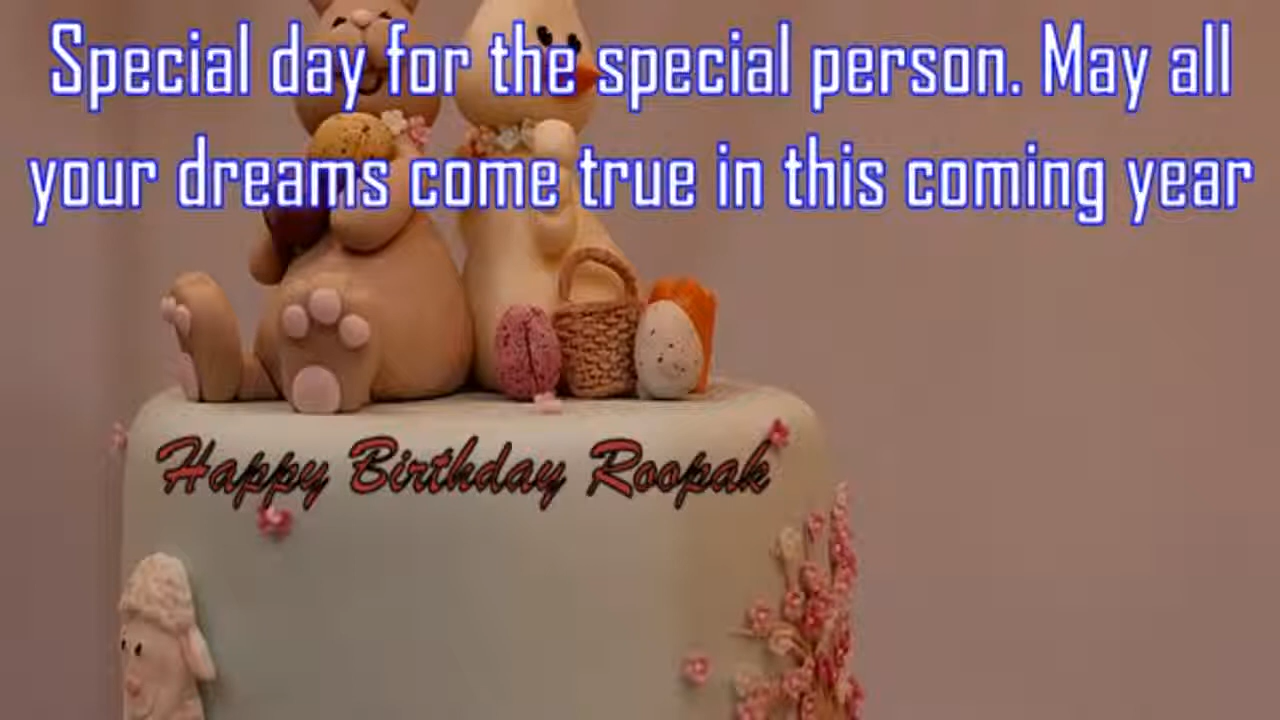 Special day for the special person. May all
your dreams come true in this coming year
Happy Birthday Roopak